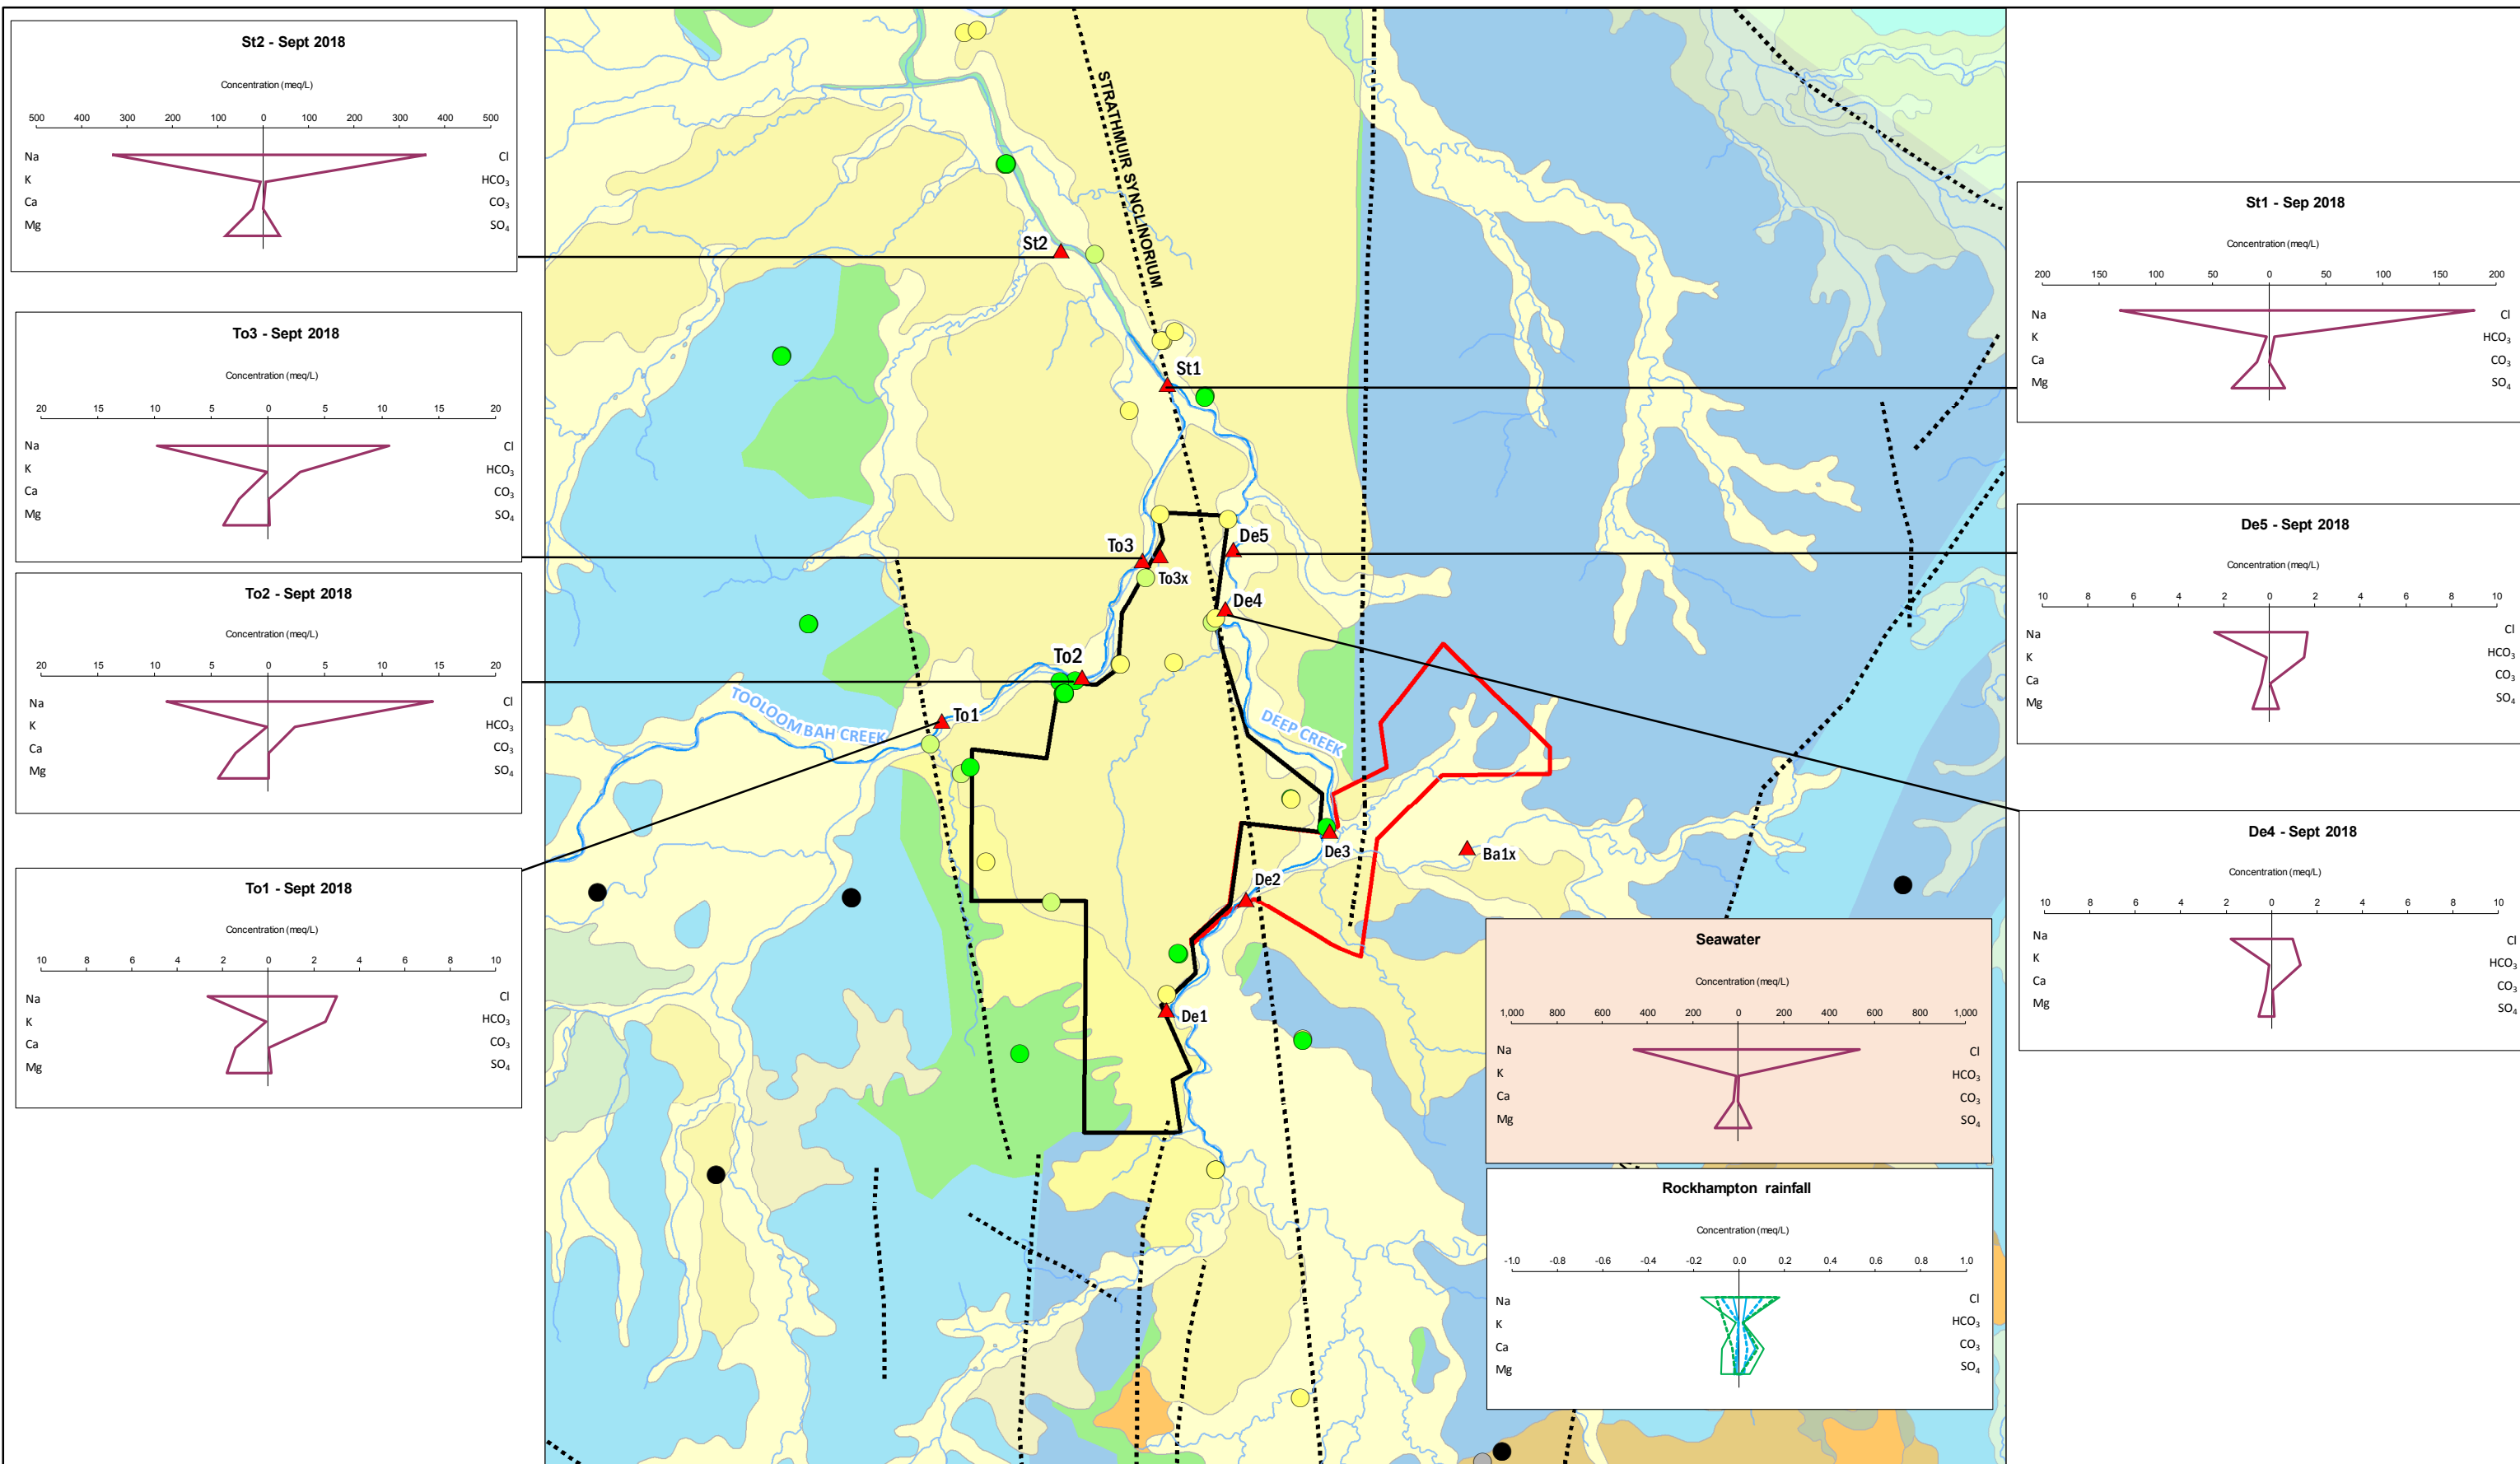 St2 - Sept 2018
Concentration (meq/L)
500 400 300 200 100 0 100 200 300 400 500
Na Cl
K HCO₃
Ca CO₃
Mg SO₄
To3 - Sept 2018
Concentration (meq/L)
20 15 10 5 0 5 10 15 20
Na Cl
K HCO₃
Ca CO₃
Mg SO₄
To2 - Sept 2018
Concentration (meq/L)
20 15 10 5 0 5 10 15 20
Na Cl
K HCO₃
Ca CO₃
Mg SO₄
To1 - Sept 2018
Concentration (meq/L)
10 8 6 4 2 0 2 4 6 8 10
Na Cl
K HCO₃
Ca CO₃
Mg SO₄
STRATHMUIR SYNCLINORIUM
St2
St1
De5
To3
To3x
De4
To2
To1
TOOLOOMBAH CREEK
DEEP CREEK
De3
Ba1x
De2
De1
Seawater
Concentration (meq/L)
1,000 800 600 400 200 0 200 400 600 800 1,000
Na Cl
K HCO₃
Ca CO₃
Mg SO₄
Rockhampton rainfall
Concentration (meq/L)
-1.0 -0.8 -0.6 -0.4 -0.2 0.0 0.2 0.4 0.6 0.8 1.0
Na Cl
K HCO₃
Ca CO₃
Mg SO₄
St1 - Sep 2018
Concentration (meq/L)
200 150 100 50 0 50 100 150 200
Na Cl
K HCO₃
Ca CO₃
Mg SO₄
De5 - Sept 2018
Concentration (meq/L)
10 8 6 4 2 0 2 4 6 8 10
Na Cl
K HCO₃
Ca CO₃
Mg SO₄
De4 - Sept 2018
Concentration (meq/L)
10 8 6 4 2 0 2 4 6 8 10
Na Cl
K HCO₃
Ca CO₃
Mg SO₄